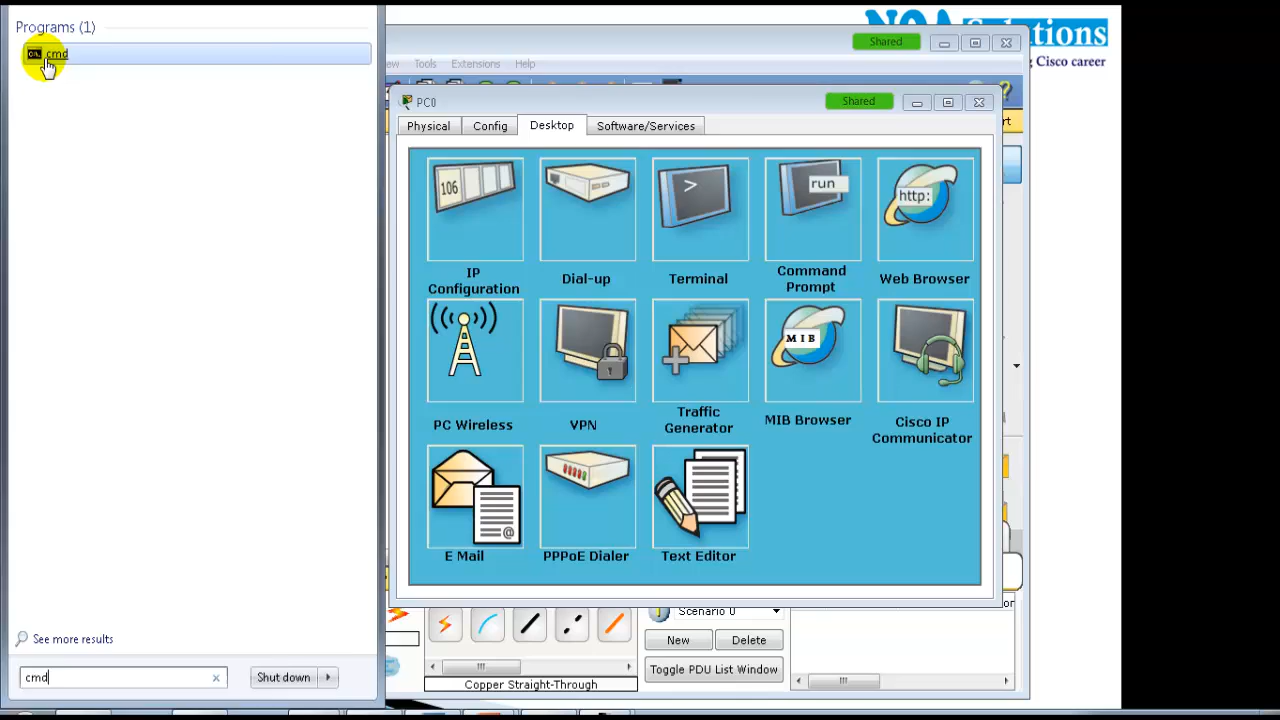 Programs (1)
cmd
See more results
cmd
Shut down
Solutions
Cisco career
Shared
Tools
Extensions
Help
PC0
Shared
Physical
Config
Desktop
Software/Services
106
>
run
http:
IP
Configuration
Dial-up
Terminal
Command
Prompt
Web Browser
MIB
PC Wireless
VPN
Traffic
Generator
MIB Browser
Cisco IP
Communicator
@
E Mail
PPPoE Dialer
Text Editor
Scenario 0
New
Delete
Toggle PDU List Window
Copper Straight-Through